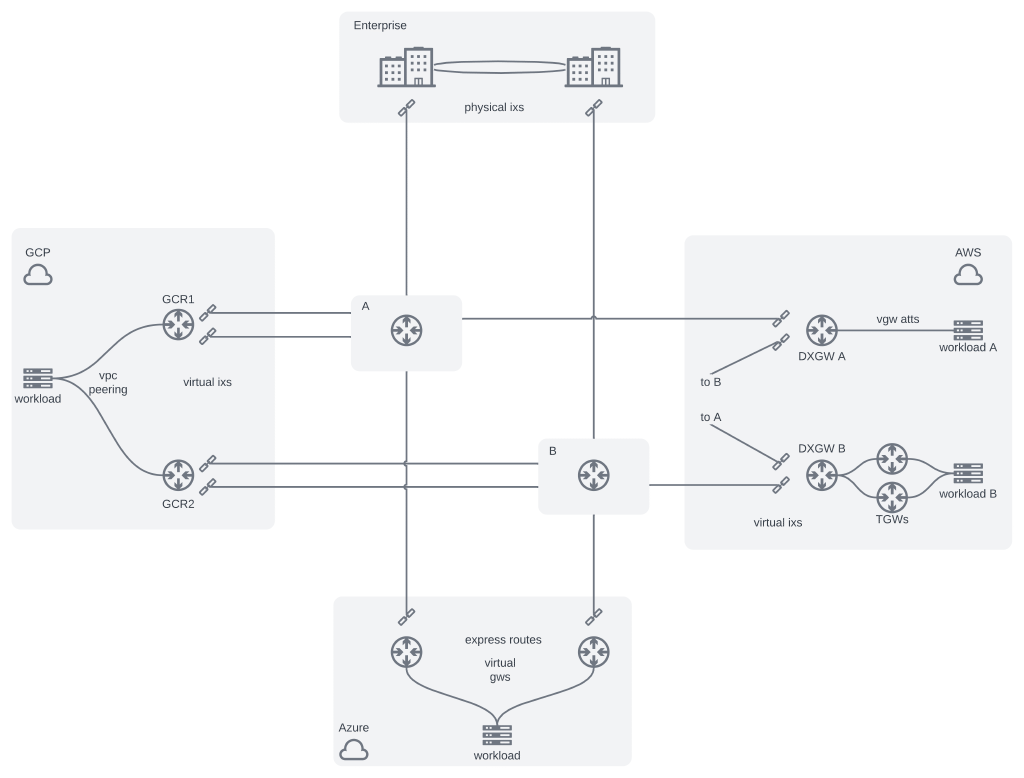 Enterprise
physical ixs
GCP
GCR1
vpc
peering
workload
virtual ixs
GCR2
A
B
AWS
vgw atts
DXGW A
workload A
to B
to A
DXGW B
workload B
TGWs
virtual ixs
express routes
virtual
gws
Azure
workload